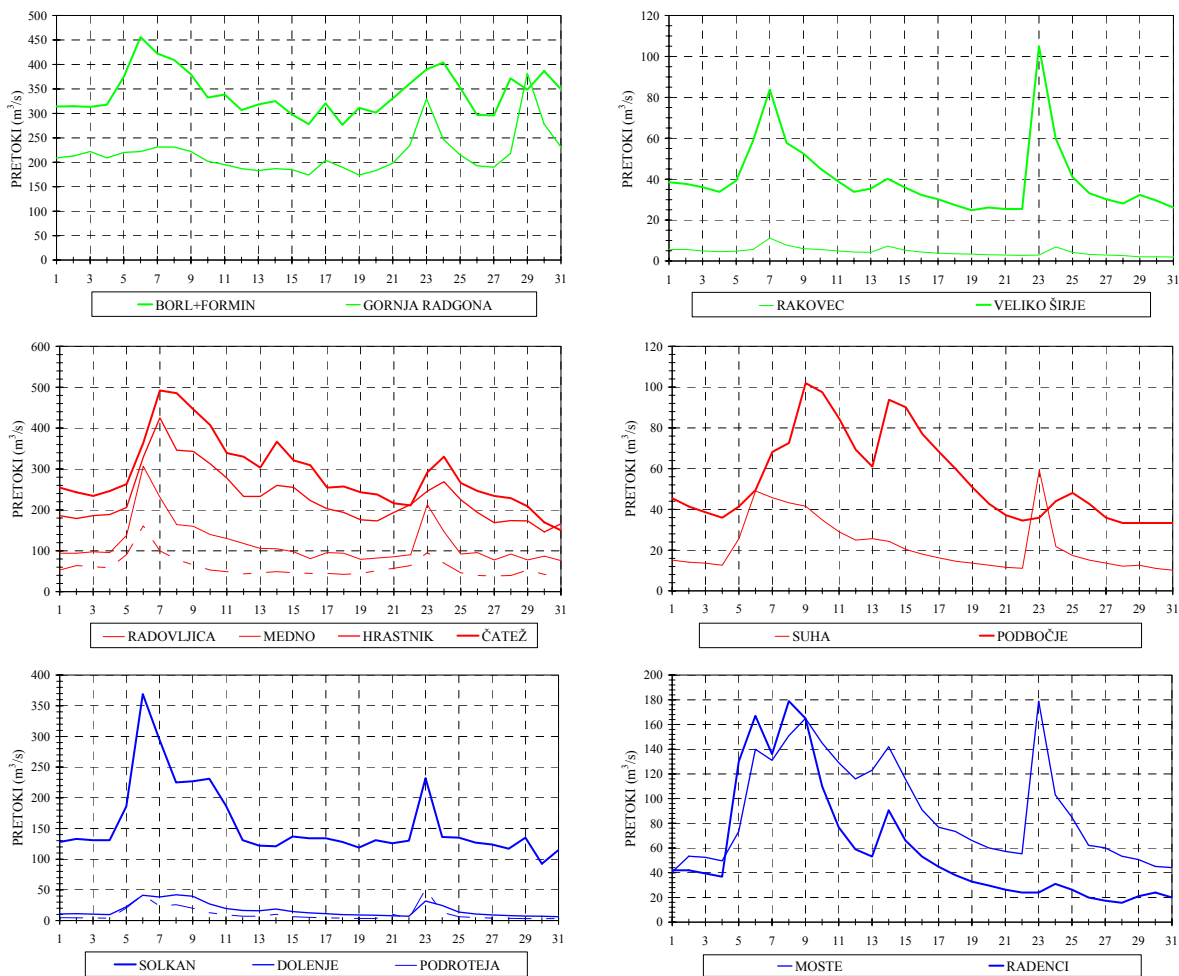 PRETOKI (m³/s)
500
450
400
350
300
250
200
150
100
50
0
1 3 5 7 9 11 13 15 17 19 21 23 25 27 29 31
BORL+FORMIN GORNJA RADGONA
PRETOKI (m³/s)
120
100
80
60
40
20
0
1 3 5 7 9 11 13 15 17 19 21 23 25 27 29 31
RAKOVEC VELIKO ŠIRJE
PRETOKI (m³/s)
600
500
400
300
200
100
0
1 3 5 7 9 11 13 15 17 19 21 23 25 27 29 31
RADOVLJICA MEDNO HRASTNIK ČATEŽ
PRETOKI (m³/s)
120
100
80
60
40
20
0
1 3 5 7 9 11 13 15 17 19 21 23 25 27 29 31
SUHA PODBOČJE
PRETOKI (m³/s)
400
350
300
250
200
150
100
50
0
1 3 5 7 9 11 13 15 17 19 21 23 25 27 29 31
SOLKAN DOLENJE PODROTEJA
PRETOKI (m³/s)
200
180
160
140
120
100
80
60
40
20
0
1 3 5 7 9 11 13 15 17 19 21 23 25 27 29 31
MOSTE RADENCI